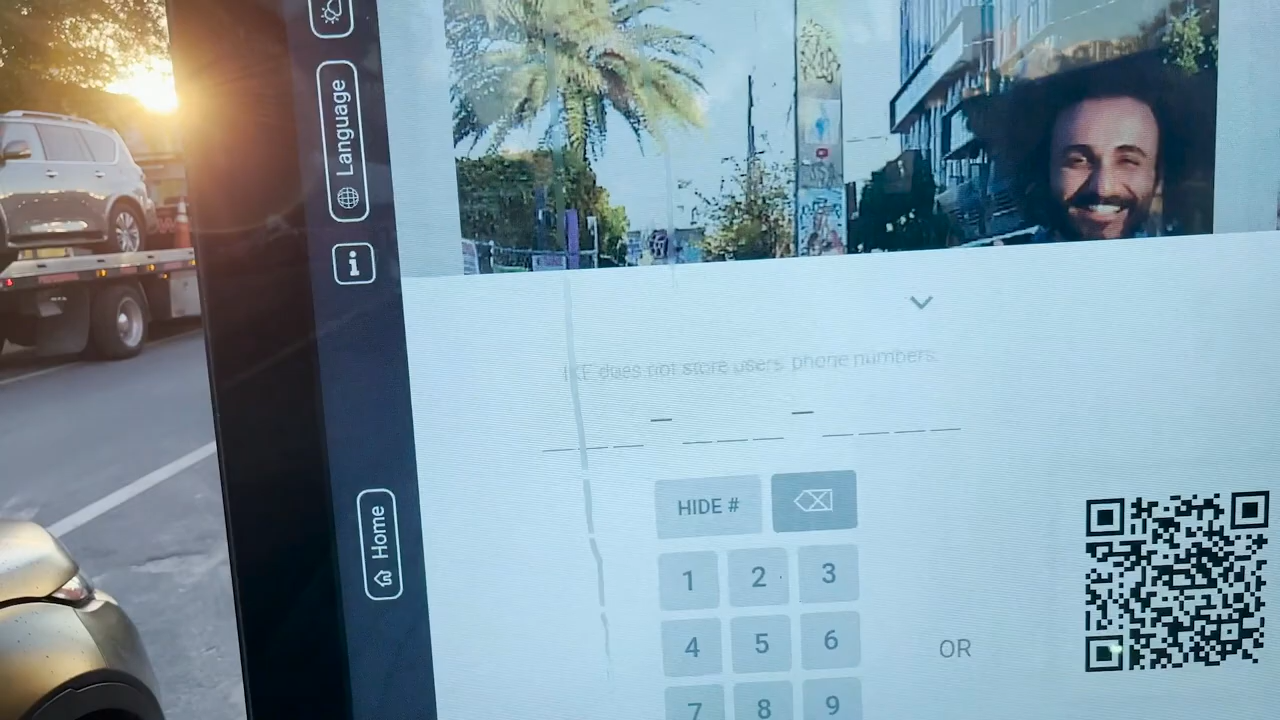 Language
i
Home
IKE does not store users' phone numbers.
HIDE #
1 2 3
4 5 6
OR
7 8 9